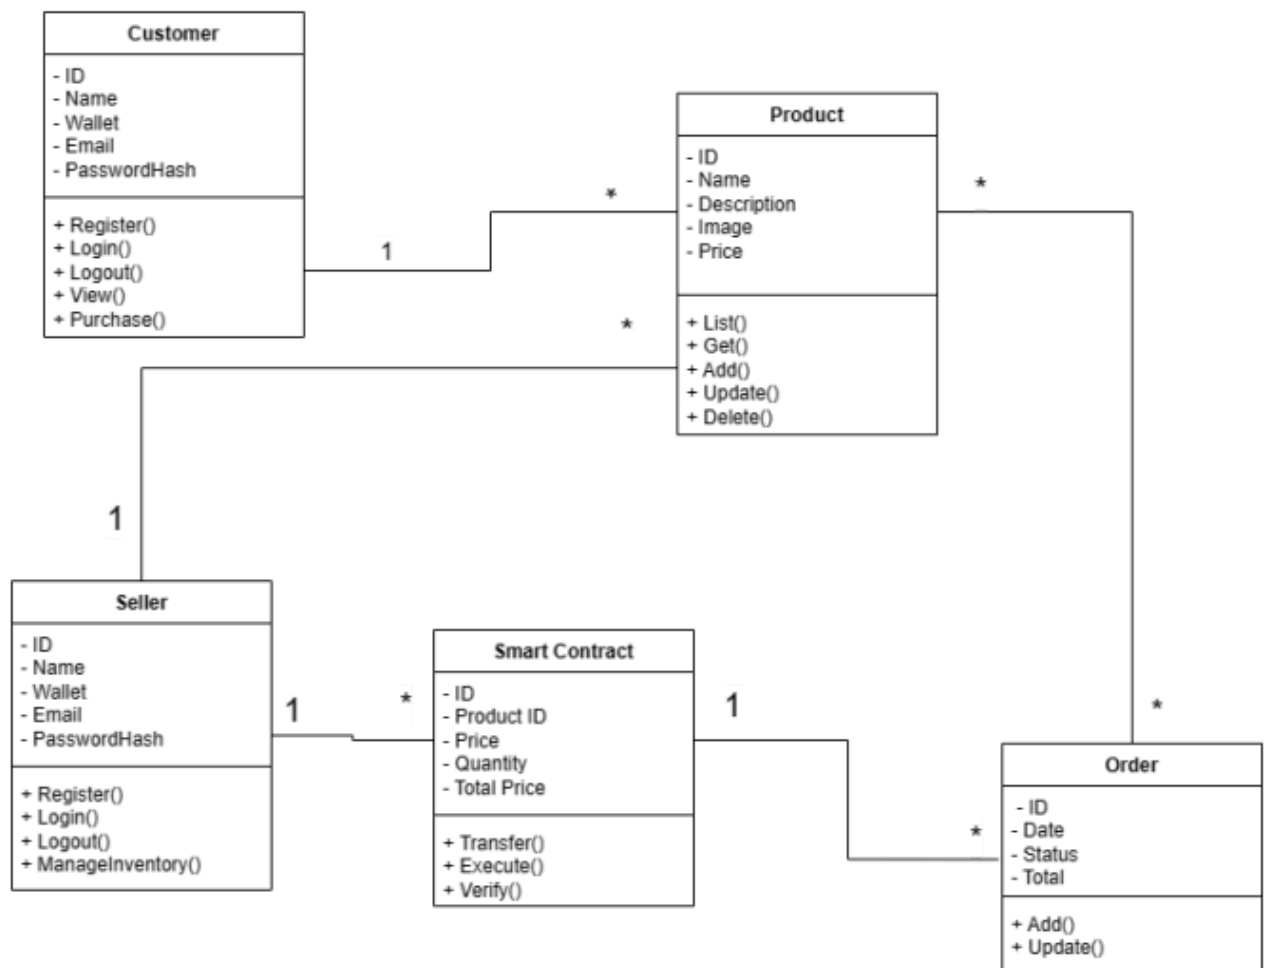 Customer
- ID
- Name
- Wallet
- Email
- PasswordHash
+ Register()
+ Login()
+ Logout()
+ View()
+ Purchase()
1
*
Product
- ID
- Name
- Description
- Image
- Price
+ List()
+ Get()
+ Add()
+ Update()
+ Delete()
*
*
1
Seller
- ID
- Name
- Wallet
- Email
- PasswordHash
+ Register()
+ Login()
+ Logout()
+ ManageInventory()
1
*
Smart Contract
- ID
- Product ID
- Price
- Quantity
- Total Price
+ Transfer()
+ Execute()
+ Verify()
1
*
*
Order
- ID
- Date
- Status
- Total
+ Add()
+ Update()